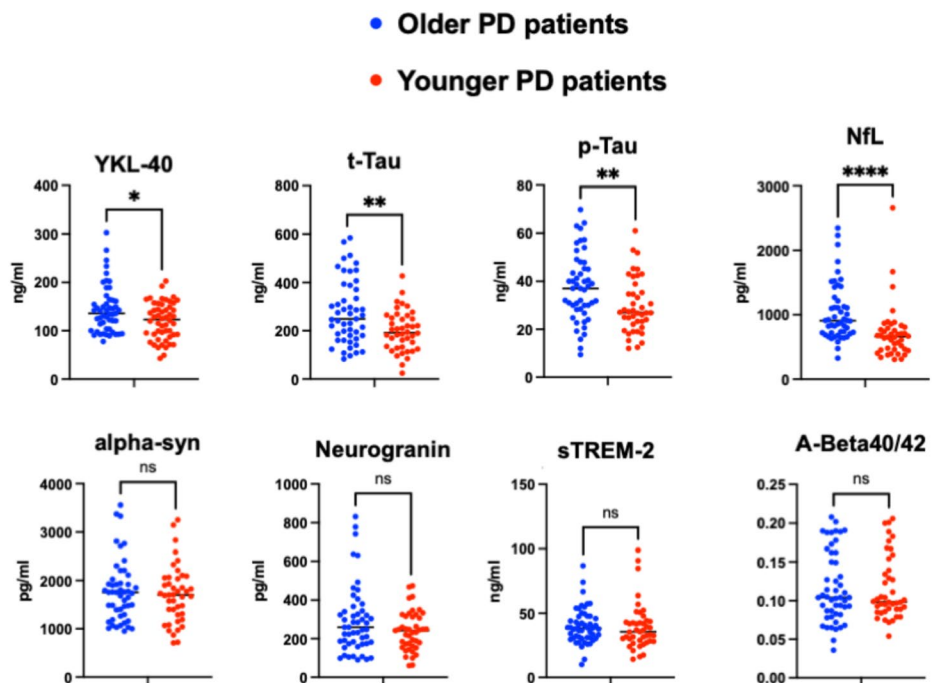 Older PD patients
Younger PD patients
YKL-40
t-Tau
p-Tau
NfL
400
300
200
100
0
ng/ml
*
800
600
400
200
0
ng/ml
**
80
60
40
20
0
ng/ml
**
3000
2000
1000
0
pg/ml
****
alpha-syn
Neurogranin
sTREM-2
A-Beta40/42
4000
3000
2000
1000
0
pg/ml
ns
1000
800
600
400
200
0
pg/ml
ns
150
100
50
0
ng/ml
ns
0.25
0.20
0.15
0.10
0.05
0.00
ns